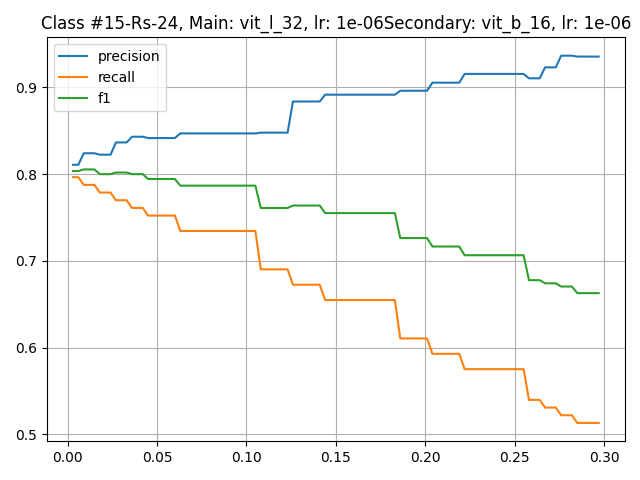 Class #15-Rs-24, Main: vit_l_32, lr: 1e-06Secondary: vit_b_16, lr: 1e-06
precision
recall
f1
0.9
0.8
0.7
0.6
0.5
0.00 0.05 0.10 0.15 0.20 0.25 0.30